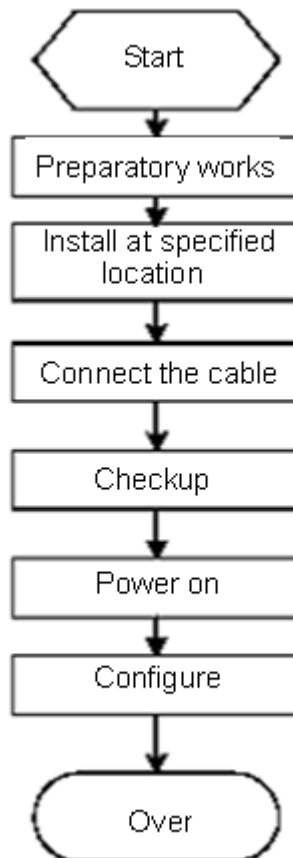 Start
Preparatory works
Install at specified
location
Connect the cable
Checkup
Power on
Configure
Over